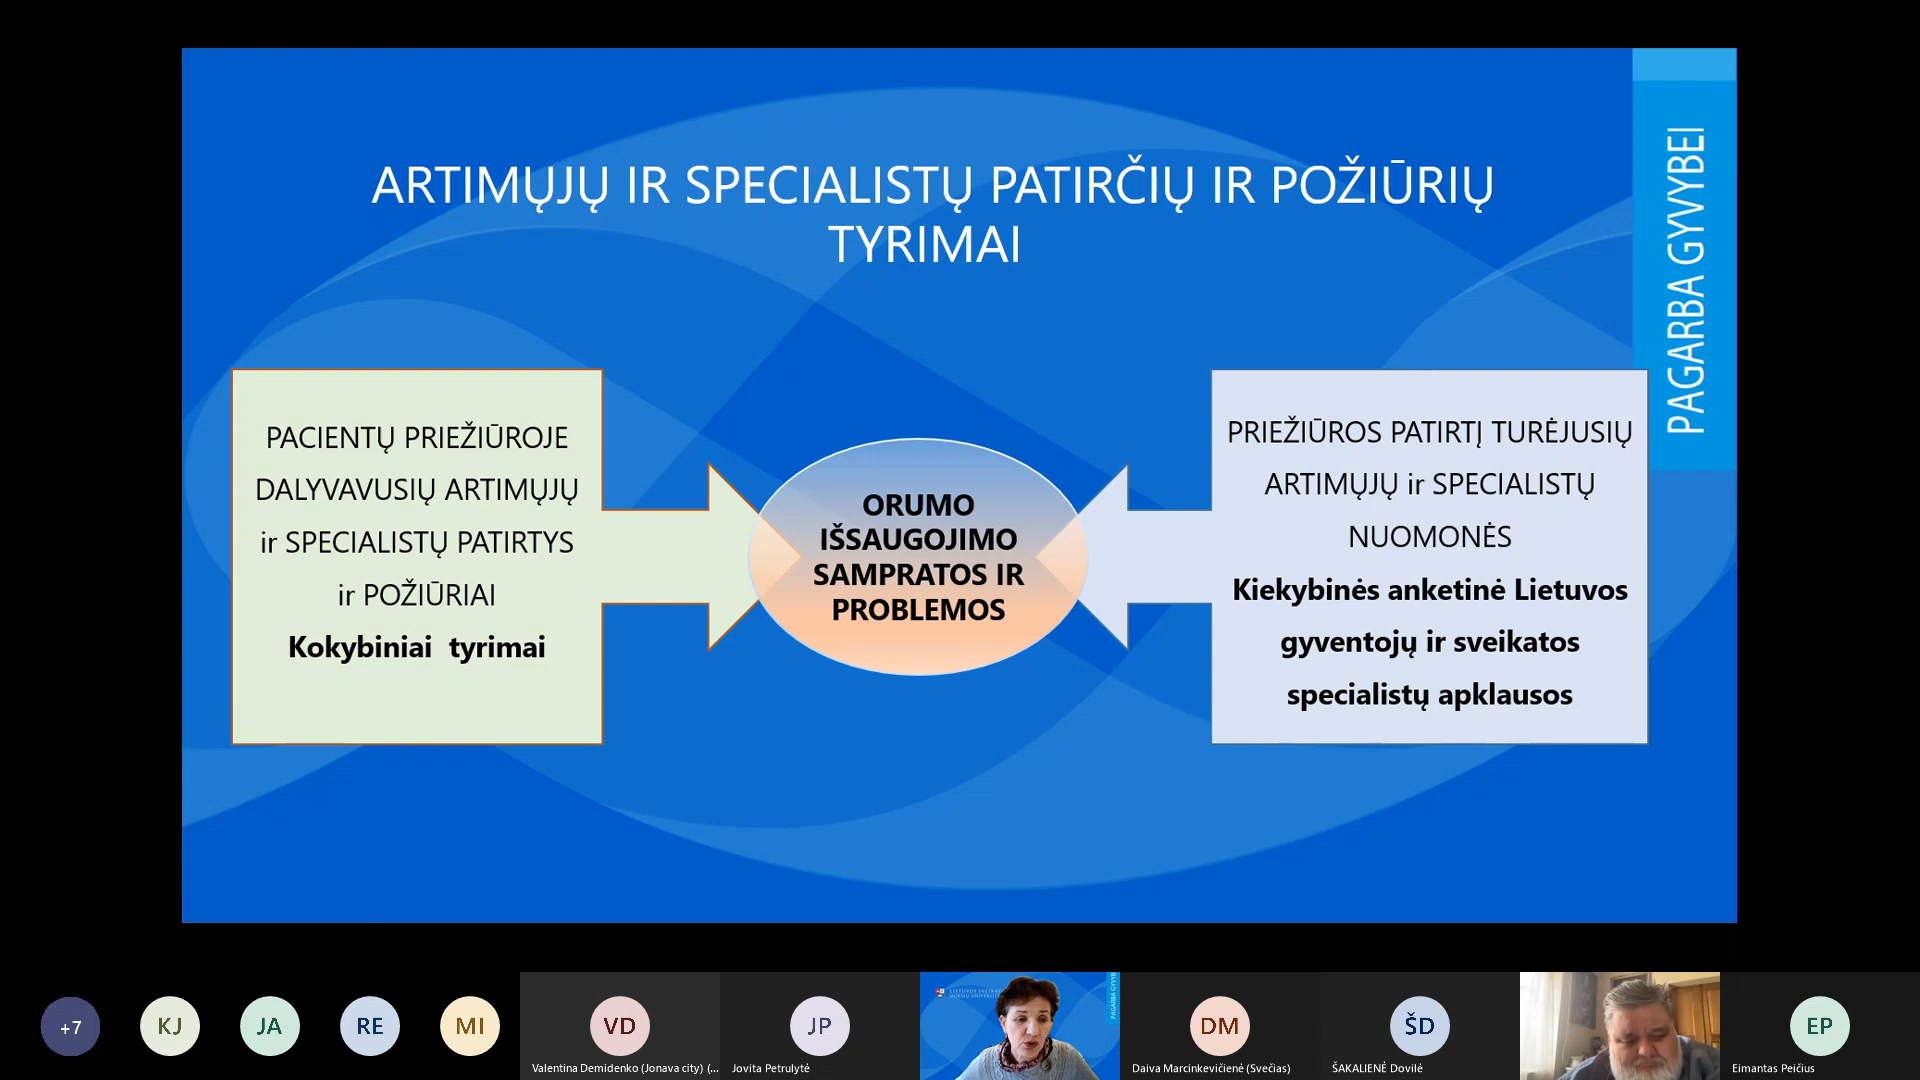 ARTIMŲJŲ IR SPECIALISTŲ PATIRČIŲ IR POŽIŪRIŲ
TYRIMAI
PAGARBA GYVYBEI
PACIENTŲ PRIEŽIŪROJE
DALYVAVUSIŲ ARTIMŲJŲ
ir SPECIALISTŲ PATIRTYS
ir POŽIŪRIAI
Kokybiniai tyrimai
ORUMO
IŠSAUGOJIMO
SAMPRATOS IR
PROBLEMOS
PRIEŽIŪROS PATIRTĮ TURĖJUSIŲ
ARTIMŲJŲ ir SPECIALISTŲ
NUOMONĖS
Kiekybinės anketinė Lietuvos
gyventojų ir sveikatos
specialistų apklausos
+7
KJ
JA
RE
MI
VD
Valentina Demidenko (Jonava city) (...
JP
Jovita Petrulytė
DM
Daiva Marcinkevičienė (Svečias)
ŠD
ŠAKALIENĖ Dovilė
EP
Eimantas Peičius